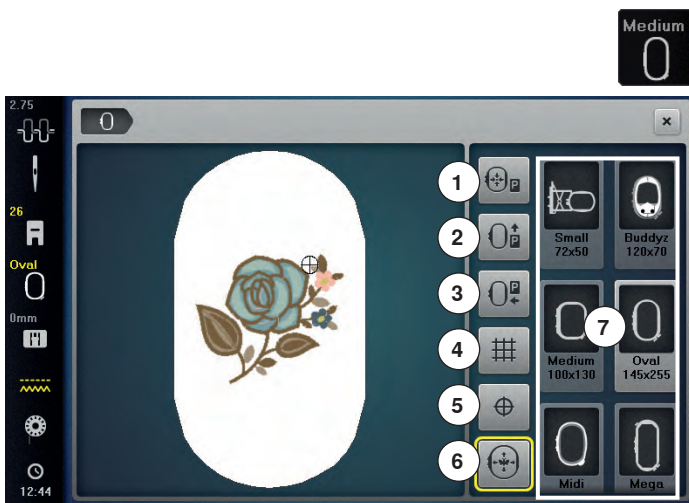 Medium
2.75
26
Oval
0mm
12:44
×
1
P
2
P
3
P
4
5
6
7
Small
72x50
Buddyz
120x70
Medium
100x130
Oval
145x255
Midi
Mega